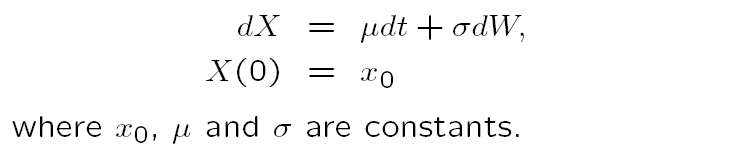 dX = μdt + σdW,
X(0) = x₀
where x₀, μ and σ are constants.